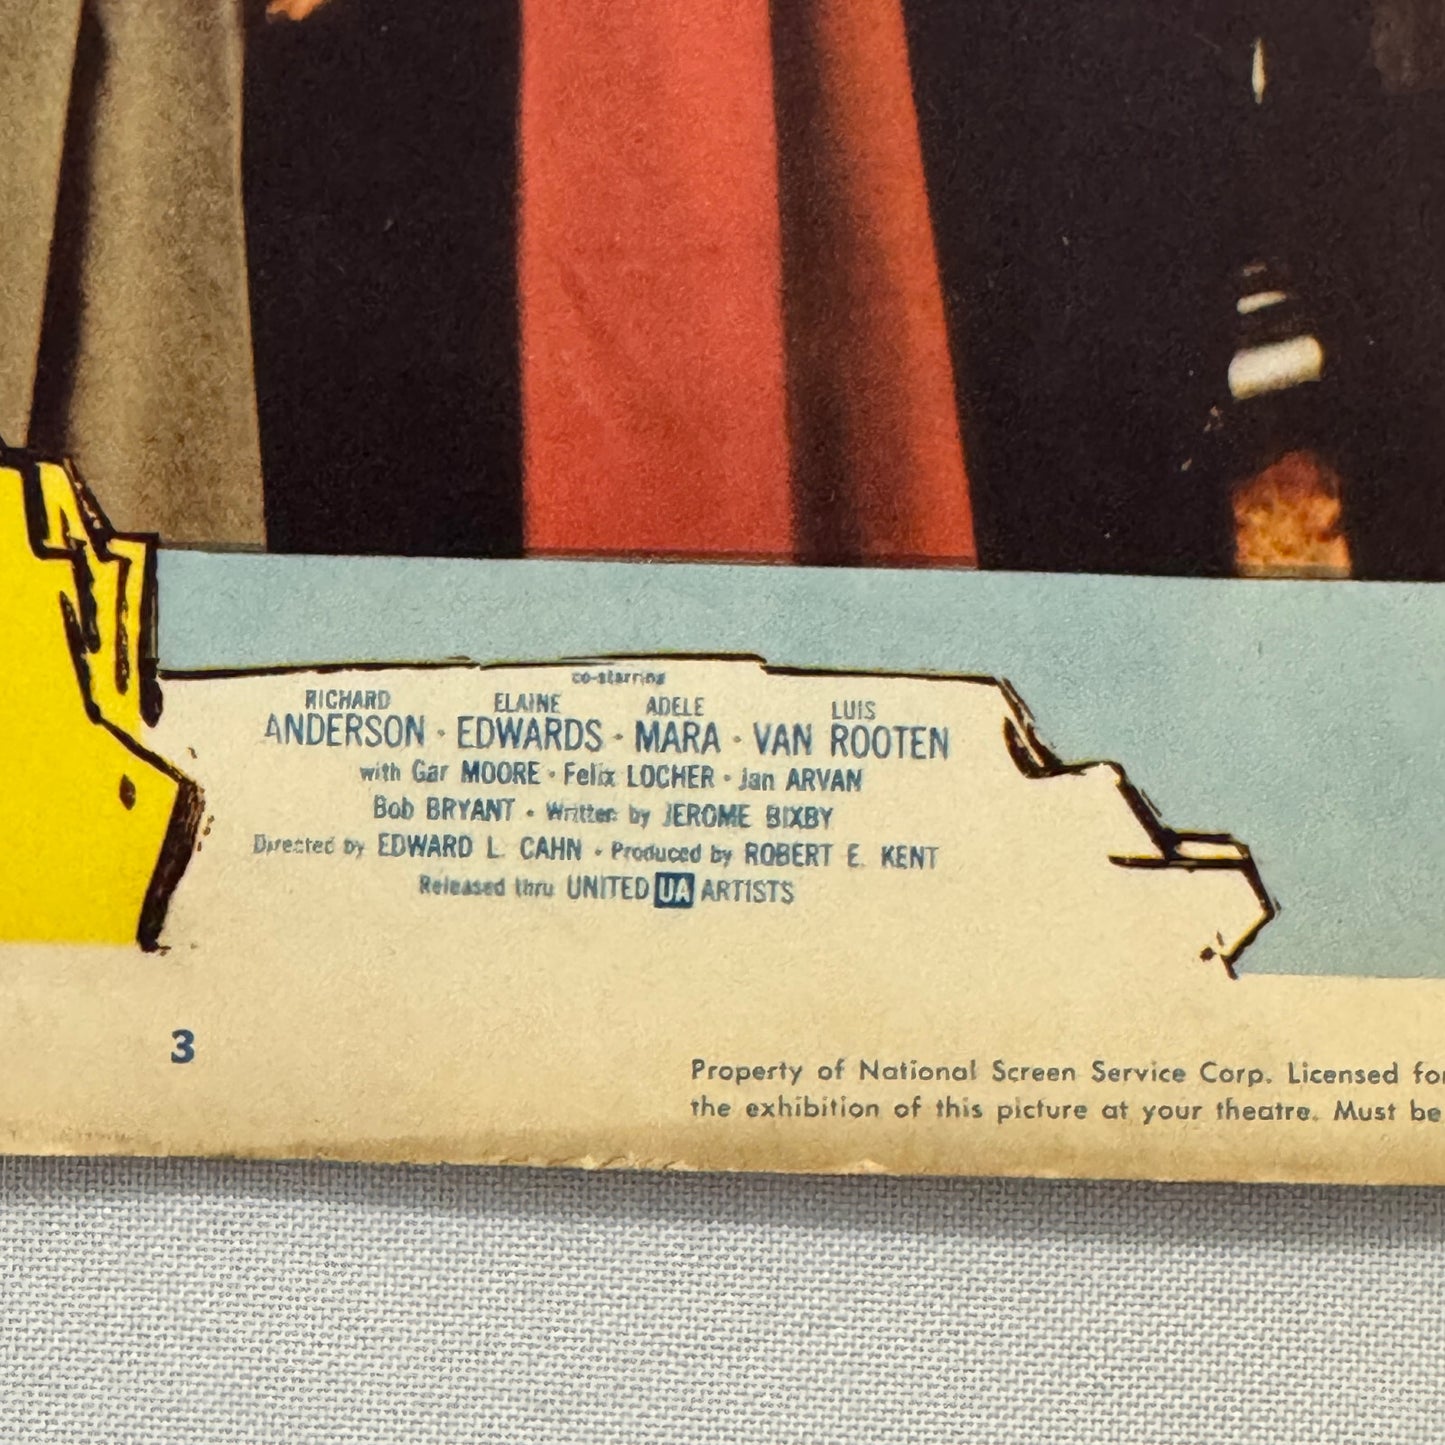 co-starring
RICHARD ELAINE ADELE LUIS
ANDERSON · EDWARDS · MARA · VAN ROOTEN
with Gar MOORE · Felix LOCHER · Jan ARVAN
Bob BRYANT · Written by JEROME BIXBY
Directed by EDWARD L. CAHN · Produced by ROBERT E. KENT
Released thru UNITED UA ARTISTS
3
Property of National Screen Service Corp. Licensed for
the exhibition of this picture at your theatre. Must be